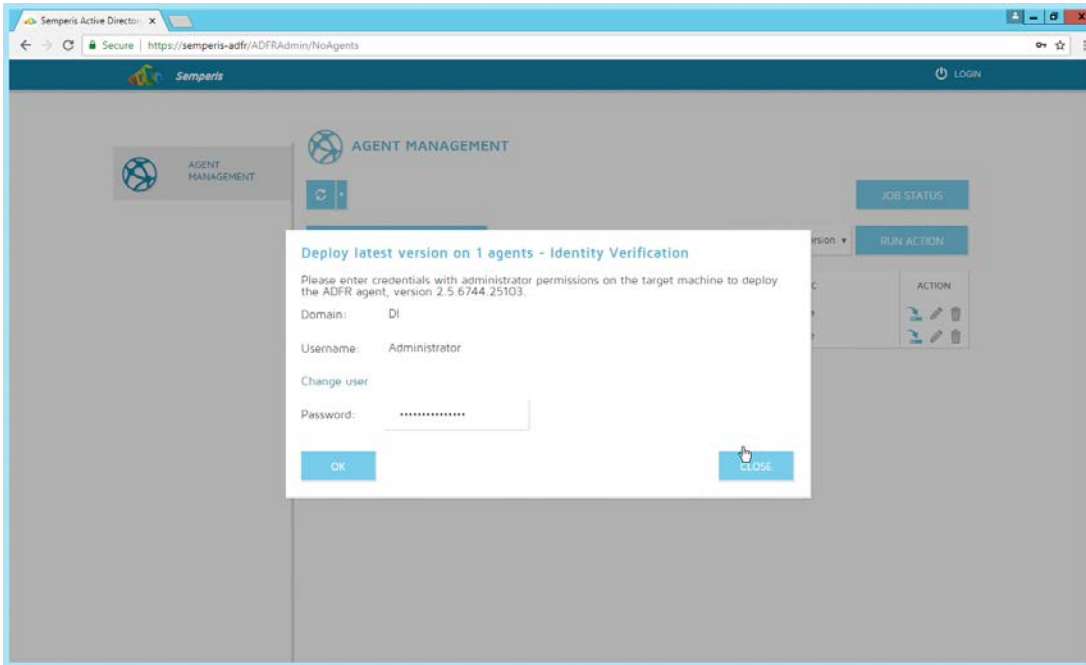 Semperis Active Director
Secure | https://semperis-adfr/ADFRAdmin/NoAgents
Semperis
LOGIN
AGENT MANAGEMENT
AGENT
MANAGEMENT
JOB STATUS
RUN ACTION
ACTION
Deploy latest version on 1 agents - Identity Verification
Please enter credentials with administrator permissions on the target machine to deploy
the ADFR agent, version 2.5.6744.25103.
Domain: DI
Username: Administrator
Change user
Password: •••••••••••••••
OK
CLOSE